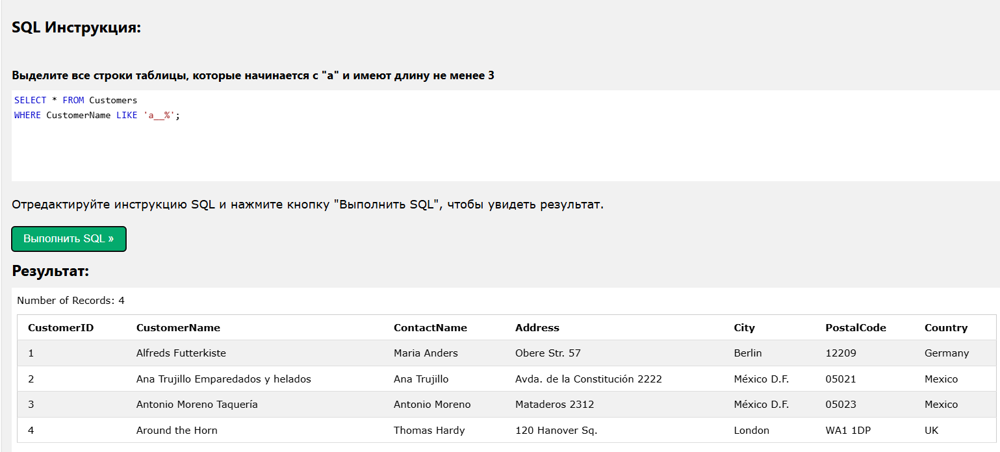 SQL Инструкция:
Выделите все строки таблицы, которые начинается с "a" и имеют длину не менее 3
SELECT * FROM Customers
WHERE CustomerName LIKE 'a__%';
Отредактируйте инструкцию SQL и нажмите кнопку "Выполнить SQL", чтобы увидеть результат.
Выполнить SQL »
Результат:
Number of Records: 4
CustomerID CustomerName ContactName Address City PostalCode Country
1 Alfreds Futterkiste Maria Anders Obere Str. 57 Berlin 12209 Germany
2 Ana Trujillo Emparedados y helados Ana Trujillo Avda. de la Constitución 2222 México D.F. 05021 Mexico
3 Antonio Moreno Taquería Antonio Moreno Mataderos 2312 México D.F. 05023 Mexico
4 Around the Horn Thomas Hardy 120 Hanover Sq. London WA1 1DP UK